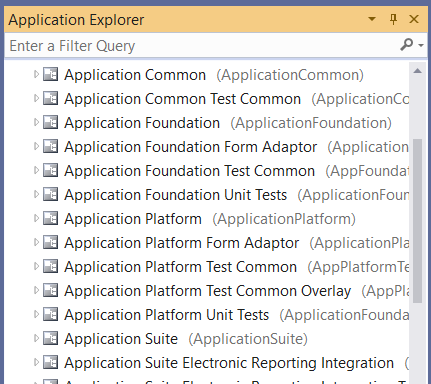 Application Explorer
Enter a Filter Query
Application Common (ApplicationCommon)
Application Common Test Common (ApplicationCo
Application Foundation (ApplicationFoundation)
Application Foundation Form Adaptor (Application
Application Foundation Test Common (AppFoundat
Application Foundation Unit Tests (ApplicationFoun
Application Platform (ApplicationPlatform)
Application Platform Form Adaptor (ApplicationPla
Application Platform Test Common (AppPlatformTe
Application Platform Test Common Overlay (AppPl
Application Platform Unit Tests (ApplicationFounda
Application Suite (ApplicationSuite)
Application Suite Electronic Reporting Integration (